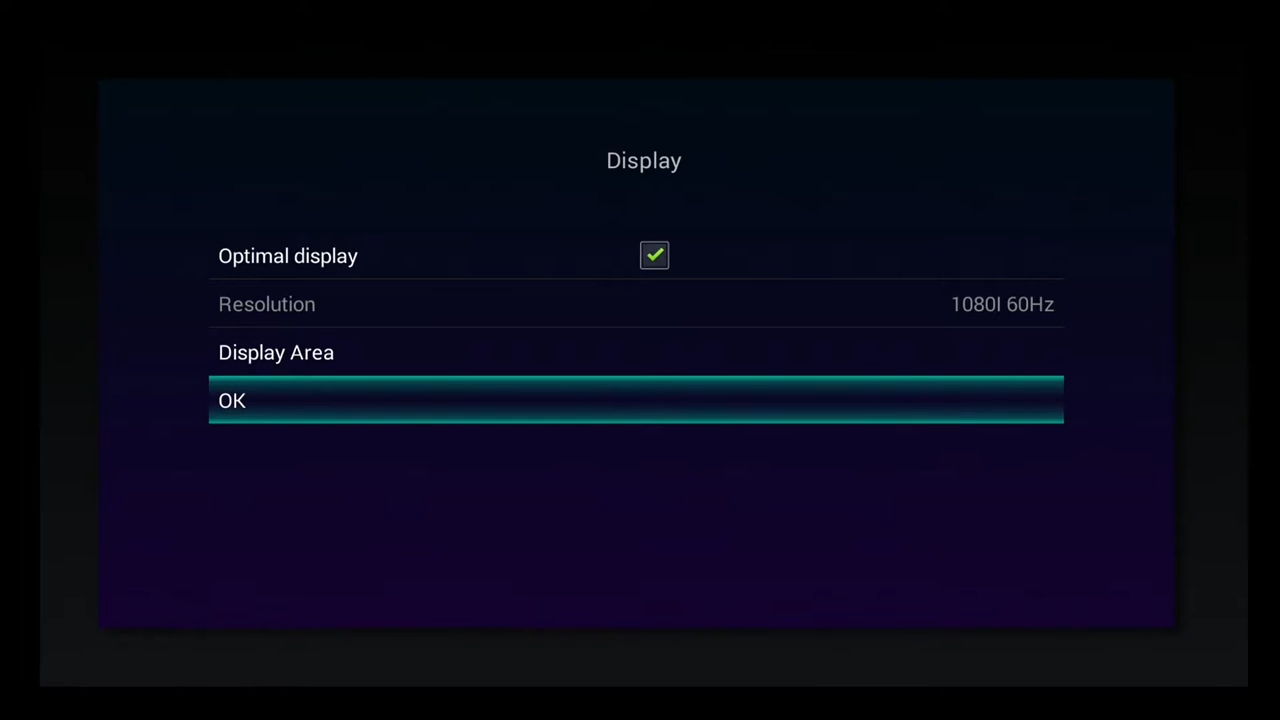 Display
Optimal display
Resolution 1080I 60Hz
Display Area
OK